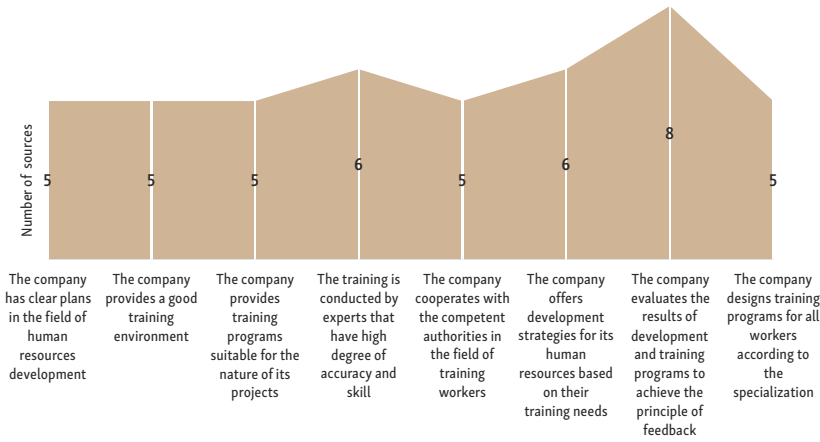 Number of sources
5
5
5
6
5
6
8
5
The company
has clear plans
in the field of
human
resources
development
The company
provides a good
training
environment
The company
provides
training
programs
suitable for the
nature of its
projects
The training is
conducted by
experts that
have high
degree of
accuracy and
skill
The company
cooperates with
the competent
authorities in
the field of
training
workers
The company
offers
development
strategies for its
human
resources based
on their
training needs
The company
evaluates the
results of
development
and training
programs to
achieve the
principle of
feedback
The company
designs training
programs for all
workers
according to
the
specialization